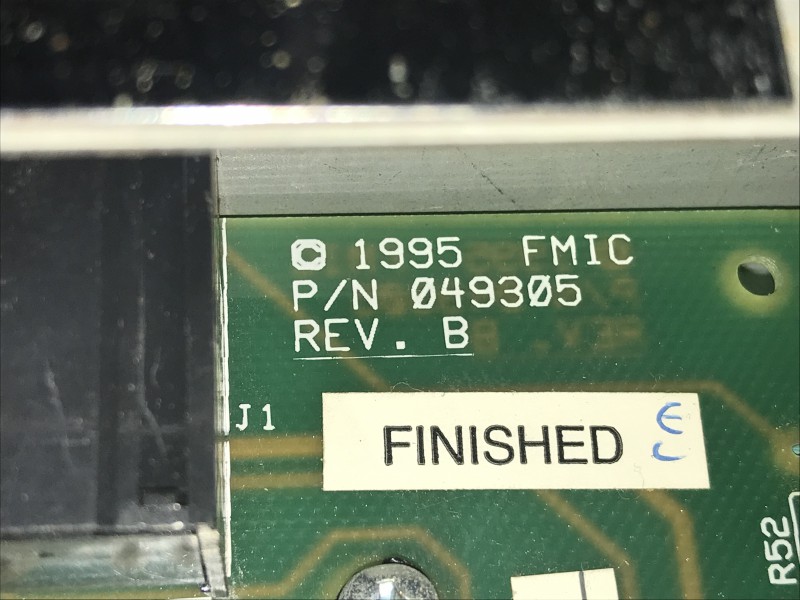 © 1995 FMIC
P/N 049305
REV. B
J1
FINISHED
R52